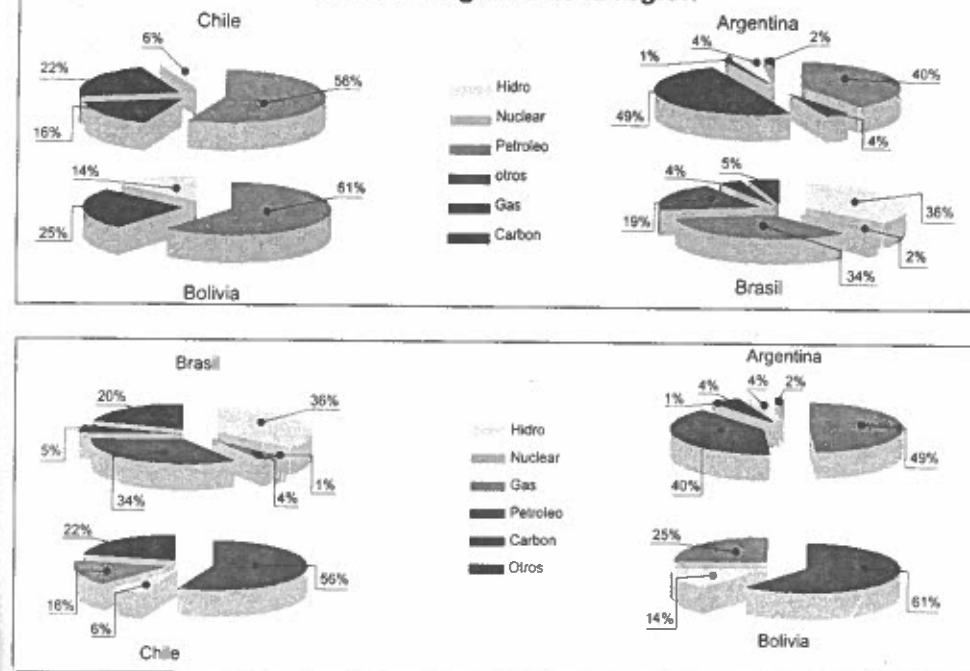 Chile
6%
22%
56%
16%
14%
61%
25%
Bolivia
Hidro
Nuclear
Petroleo
otros
Gas
Carbon
Argentina
4%
2%
1%
40%
49%
4%
4%
5%
19%
36%
2%
34%
Brasil
Brasil
20%
36%
5%
1%
4%
34%
22%
56%
16%
6%
Chile
Hidro
Nuclear
Gas
Petroleo
Carbon
Otros
Argentina
4%
4%
2%
1%
49%
40%
25%
14%
61%
Bolivia